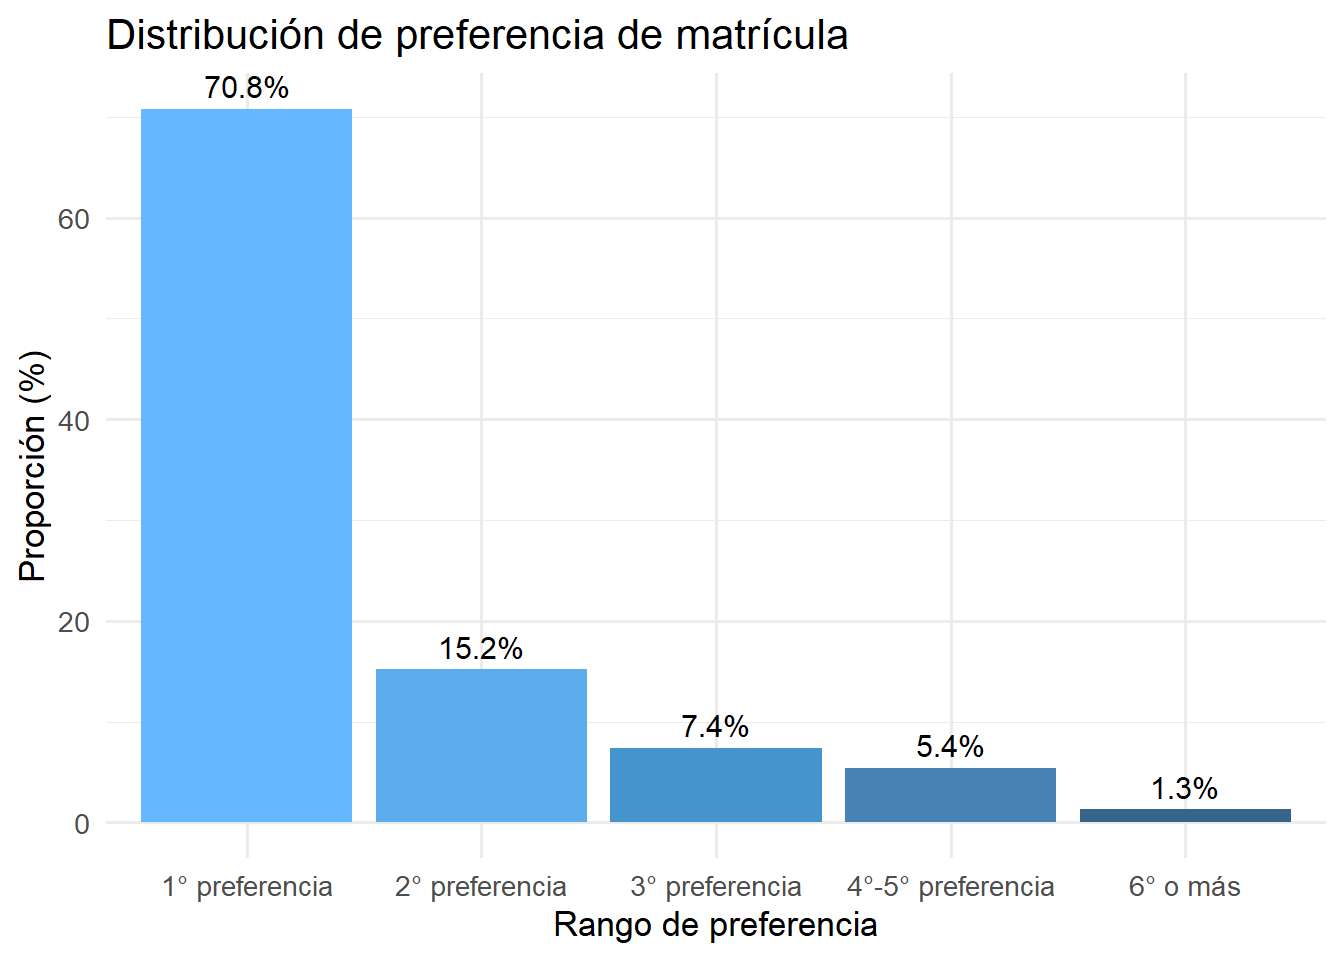 Distribución de preferencia de matrícula
70.8%
60
40
Proporción (%)
20
15.2%
7.4%
5.4%
1.3%
0
1° preferencia
2° preferencia
3° preferencia
4°-5° preferencia
6° o más
Rango de preferencia